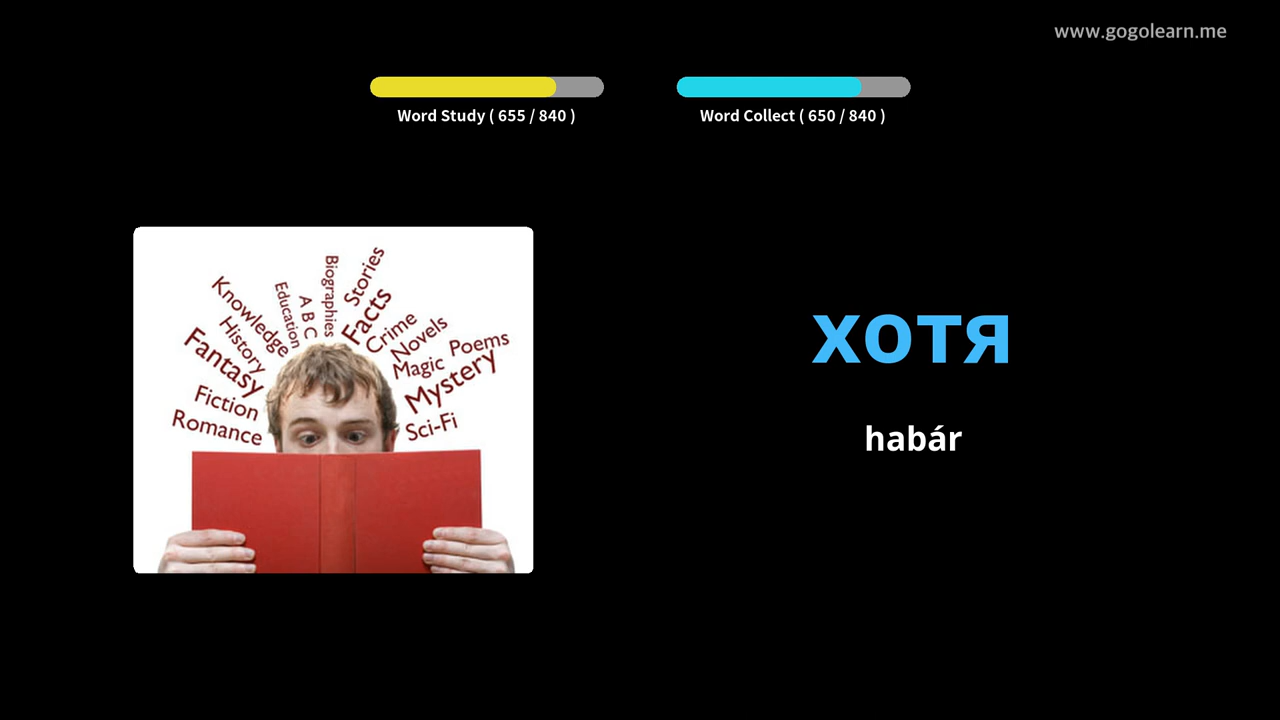 www.gogolearn.me
Word Study ( 655 / 840 )
Word Collect ( 650 / 840 )
Knowledge
History
Fantasy
Fiction
Romance
Education
A B C
Biographies
Stories
Facts
Crime
Novels
Magic
Poems
Mystery
Sci-Fi
хотя
habár